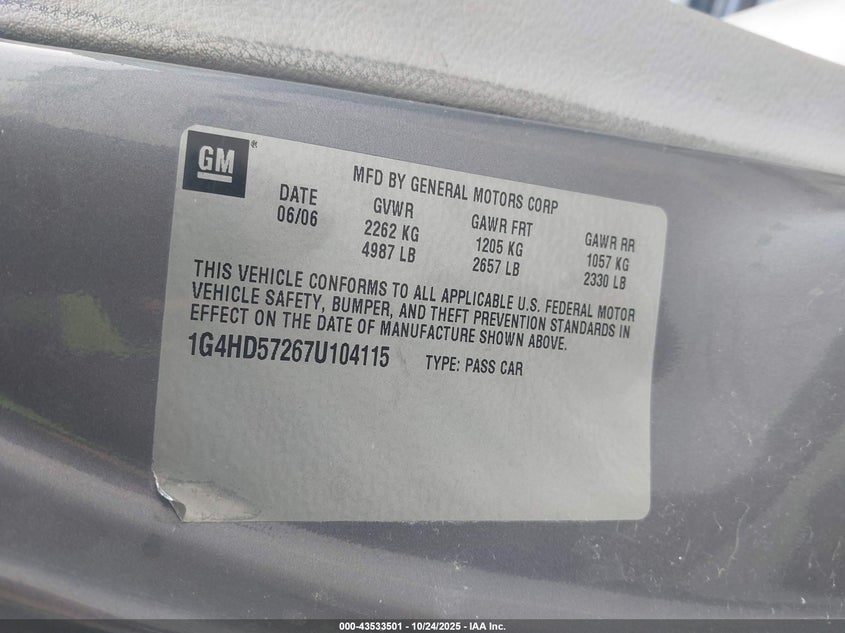 GM®
MFD BY GENERAL MOTORS CORP
DATE GVWR GAWR FRT GAWR RR
06/06 2262 KG 1205 KG 1057 KG
4987 LB 2657 LB 2330 LB
THIS VEHICLE CONFORMS TO ALL APPLICABLE U.S. FEDERAL MOTOR
VEHICLE SAFETY, BUMPER, AND THEFT PREVENTION STANDARDS IN
EFFECT ON THE DATE OF MANUFACTURE SHOWN ABOVE.
1G4HD57267U104115 TYPE: PASS CAR
000-43533501 - 10/24/2025 - IAA Inc.